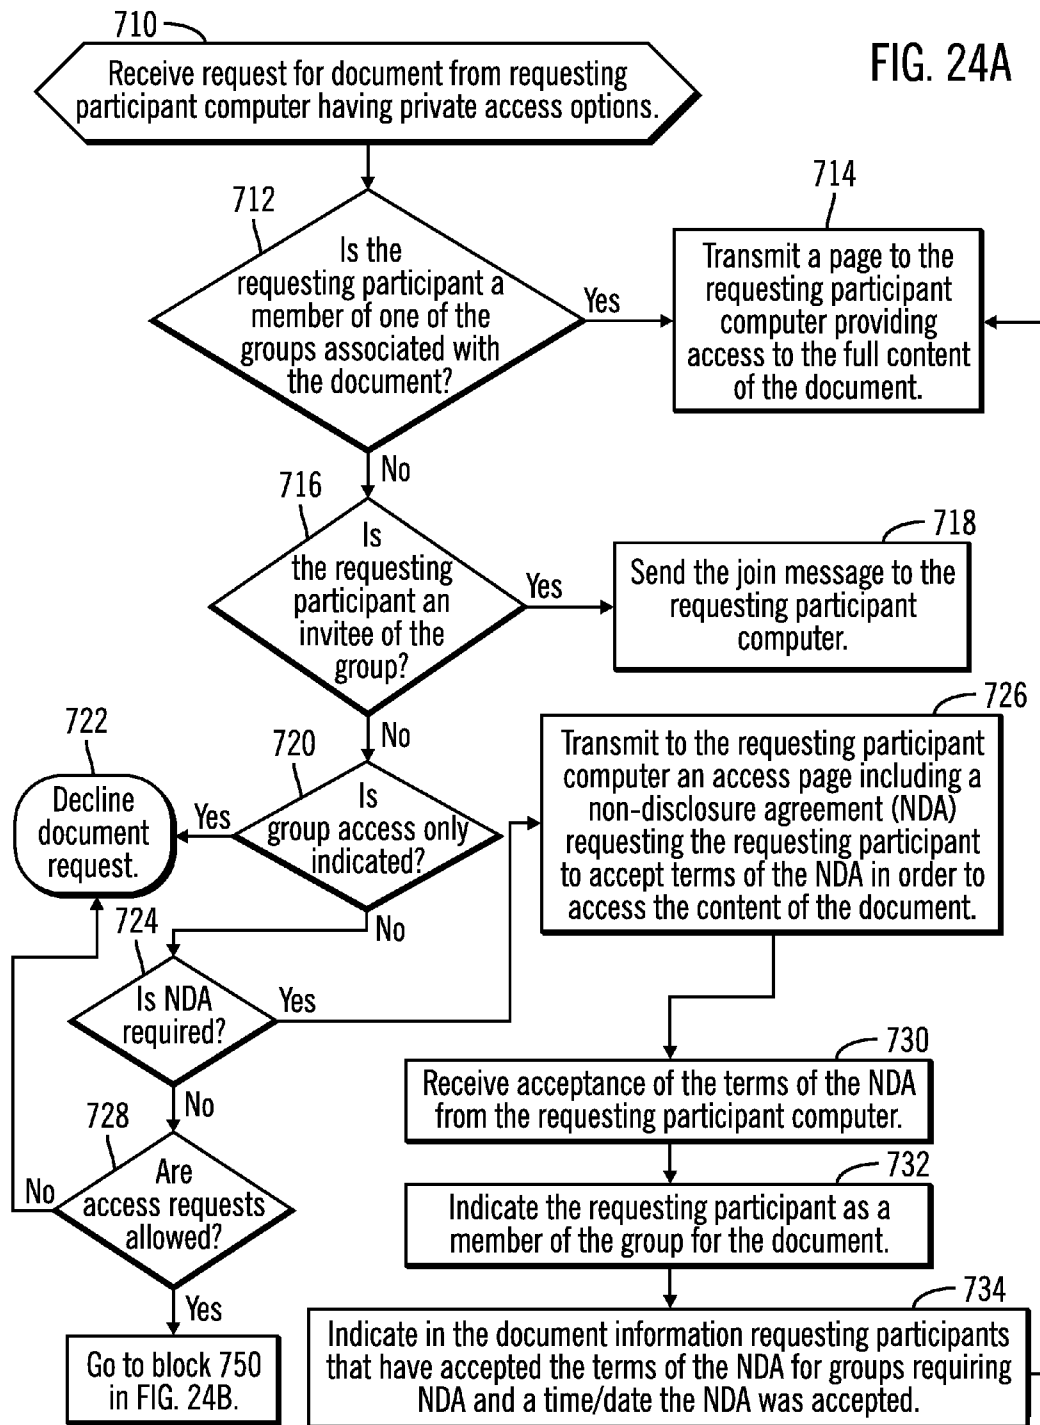 FIG. 24A
710
Receive request for document from requesting
participant computer having private access options.
712
Is the
requesting participant a
member of one of the
groups associated with
the document?
Yes
714
Transmit a page to the
requesting participant
computer providing
access to the full content
of the document.
No
716
Is
the requesting
participant an
invitee of the
group?
Yes
718
Send the join message to the
requesting participant
computer.
No
720
Is
group access only
indicated?
Yes
722
Decline
document
request.
No
724
Is NDA
required?
Yes
726
Transmit to the requesting participant
computer an access page including a
non-disclosure agreement (NDA)
requesting the requesting participant
to accept terms of the NDA in order to
access the content of the document.
No
728
Are
access requests
allowed?
No
Yes
Go to block 750
in FIG. 24B.
730
Receive acceptance of the terms of the NDA
from the requesting participant computer.
732
Indicate the requesting participant as a
member of the group for the document.
734
Indicate in the document information requesting participants
that have accepted the terms of the NDA for groups requiring
NDA and a time/date the NDA was accepted.